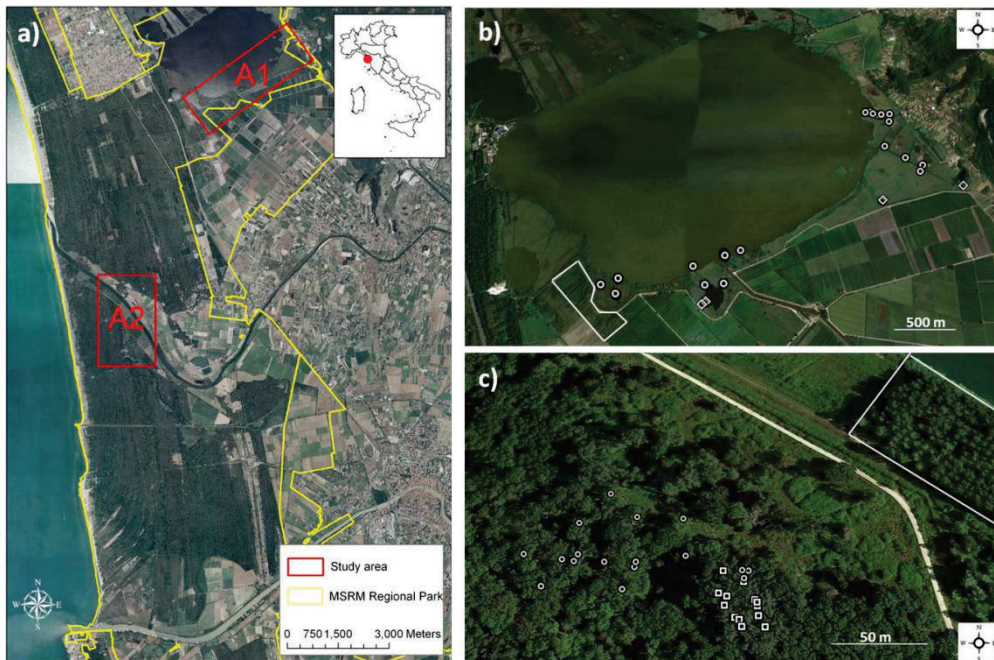 a)
A1
A2
N
W E
S
Study area
MSRM Regional Park
0 750 1,500 3,000 Meters
b)
N
W E
S
500 m
c)
50 m
N
W E
S